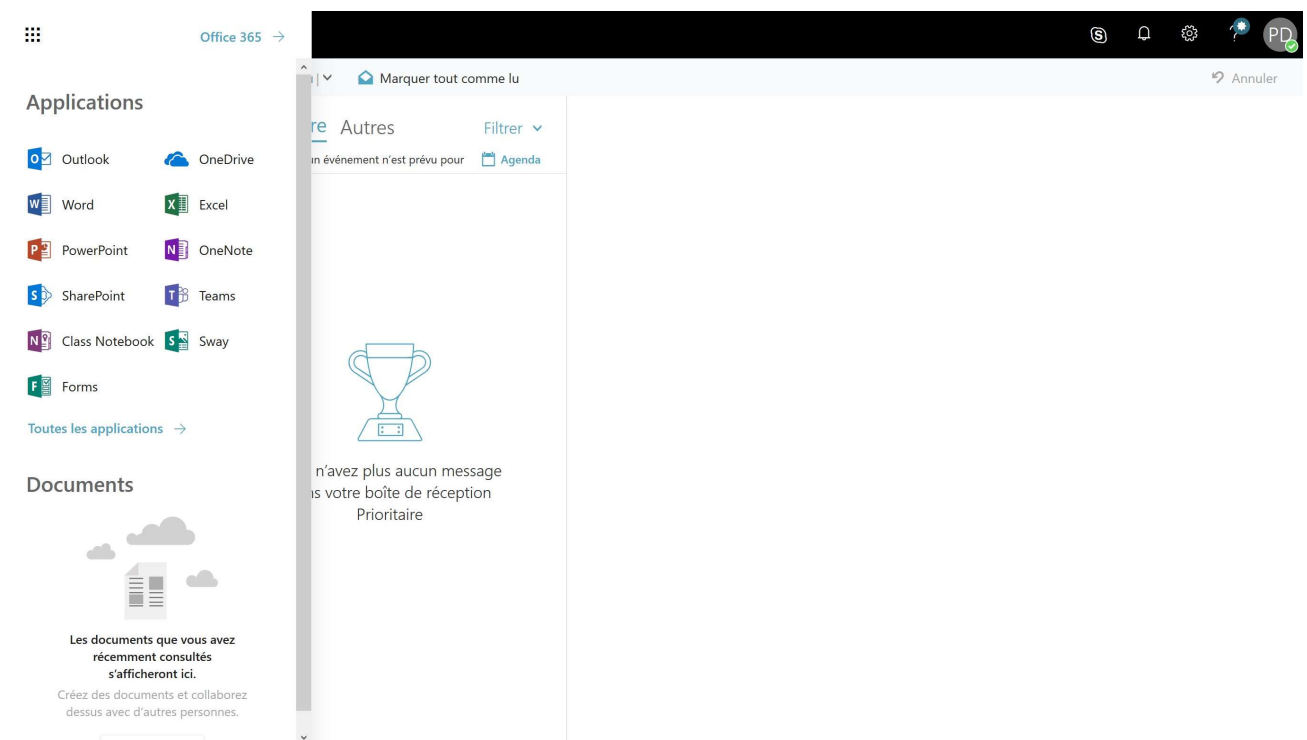 Office 365 →
PD
Marquer tout comme lu
Annuler
Applications
Autres
Filtrer
Outlook
OneDrive
événement n'est prévu pour
Agenda
Word
Excel
PowerPoint
OneNote
SharePoint
Teams
Class Notebook
Sway
Forms
Toutes les applications →
n'avez plus aucun message
votre boîte de réception
Prioritaire
Documents
Les documents que vous avez
récemment consultés
s'afficheront ici.
Créez des documents et collaborez
dessus avec d'autres personnes.